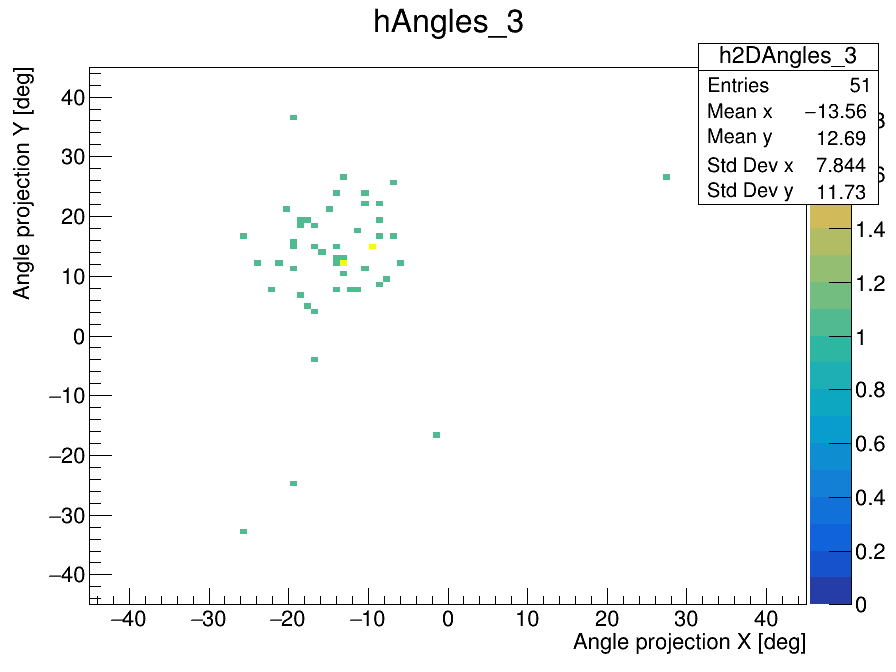 hAngles_3
h2DAngles_3
Entries 51
Mean x −13.56
Mean y 12.69
Std Dev x 7.844
Std Dev y 11.73
Angle projection Y [deg]
40
30
20
10
0
−10
−20
−30
−40
−40 −30 −20 −10 0 10 20 30 40
Angle projection X [deg]
1.4
1.2
1
0.8
0.6
0.4
0.2
0